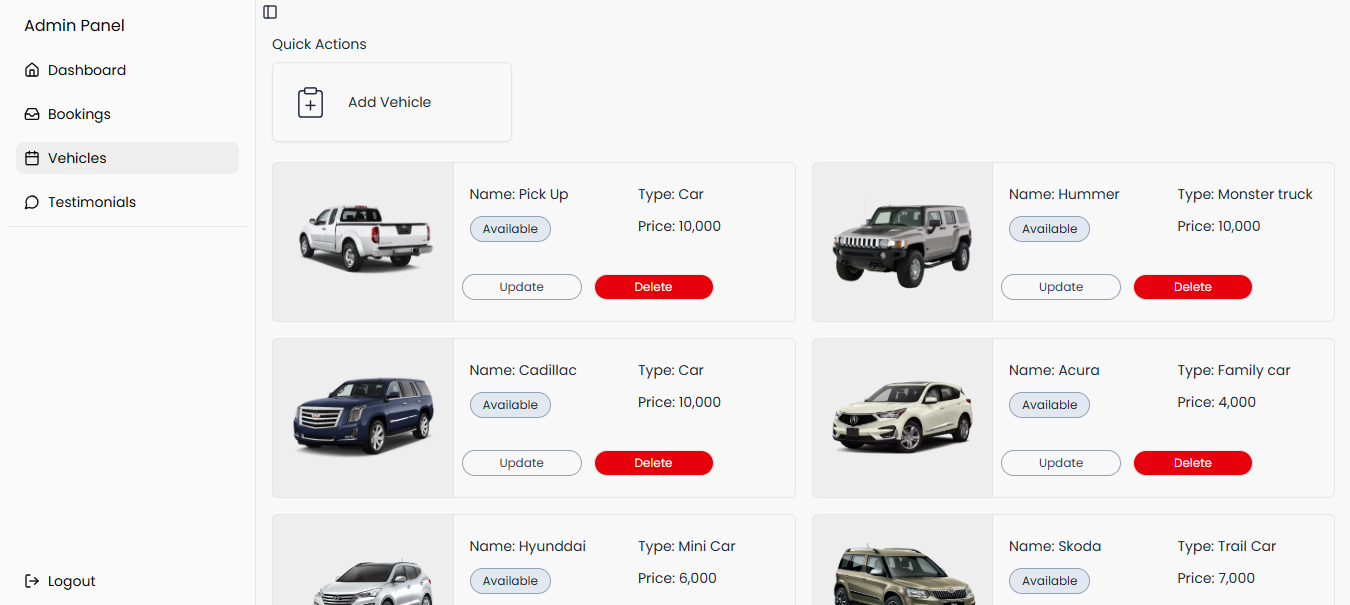 Admin Panel
Dashboard
Bookings
Vehicles
Testimonials
Logout
Quick Actions
Add Vehicle
Name: Pick Up
Type: Car
Available
Price: 10,000
Update
Delete
Name: Hummer
Type: Monster truck
Available
Price: 10,000
Update
Delete
Name: Cadillac
Type: Car
Available
Price: 10,000
Update
Delete
Name: Acura
Type: Family car
Available
Price: 4,000
Update
Delete
Name: Hyunddai
Type: Mini Car
Available
Price: 6,000
Name: Skoda
Type: Trail Car
Available
Price: 7,000